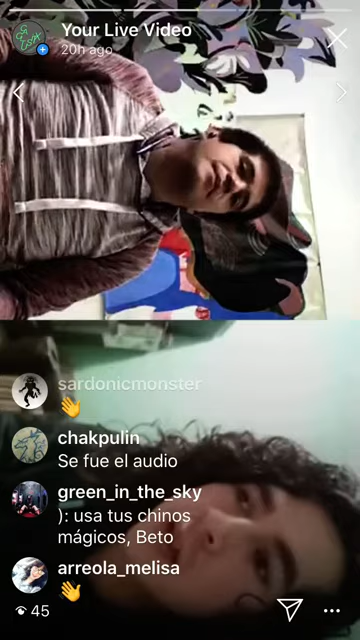 Your Live Video
20h ago
sardonicmonster
👋
chakpulin
Se fue el audio
green_in_the_sky
): usa tus chinos
mágicos, Beto
arreola_melisa
👋
45